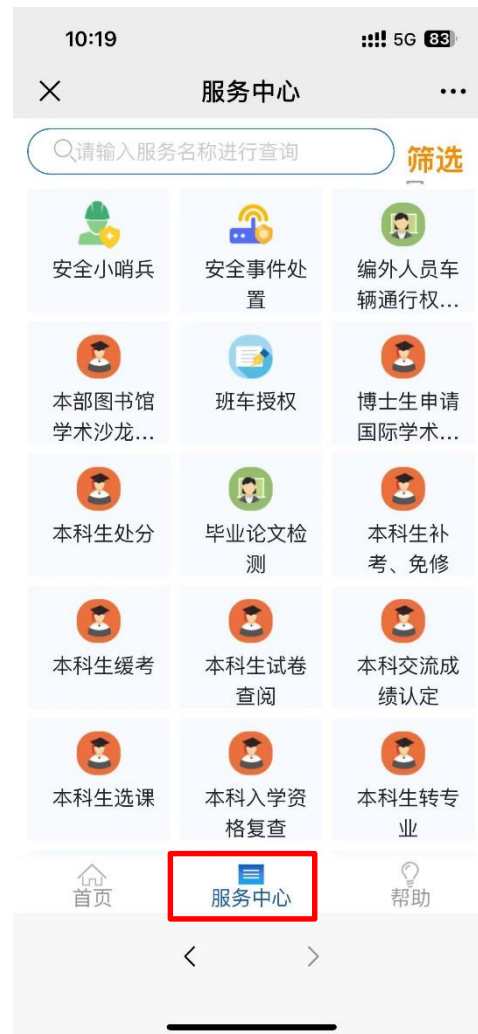 10:19
5G 83
服务中心
请输入服务名称进行查询
筛选
安全小哨兵
安全事件处
置
编外人员车
辆通行权...
本部图书馆
学术沙龙...
班车授权
博士生申请
国际学术...
本科生处分
毕业论文检
测
本科生补
考、免修
本科生缓考
本科生试卷
查阅
本科交流成
绩认定
本科生选课
本科入学资
格复查
本科生转专
业
首页
服务中心
帮助